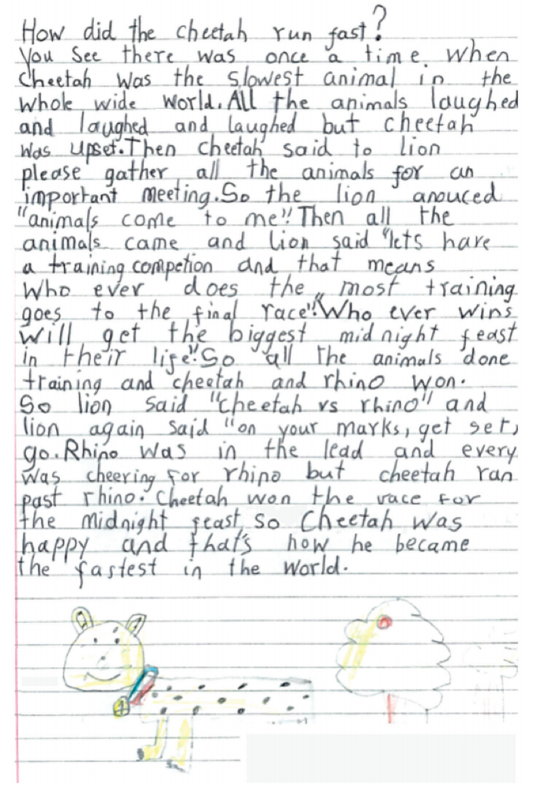 How did the cheetah run fast?
You see there was once a time when
Cheetah was the slowest animal in the
whole wide world. All the animals laughed
and laughed and laughed but cheetah
was upset. Then cheetah said to lion
please gather all the animals for an
important meeting. So the lion anouced
"animals come to me!" Then all the
animals came and lion said "lets have
a training competion and that means
who ever does the most training
goes to the final race". Who ever wins
will get the biggest midnight feast
in their life". So all the animals done
training and cheetah and rhino won.
So lion said "cheetah vs rhino" and
lion again said "on your marks, get set,
go. Rhino was in the lead and every
was cheering for rhino but cheetah ran
past rhino. Cheetah won the race for
the midnight feast so Cheetah was
happy and that's how he became
the fastest in the world.